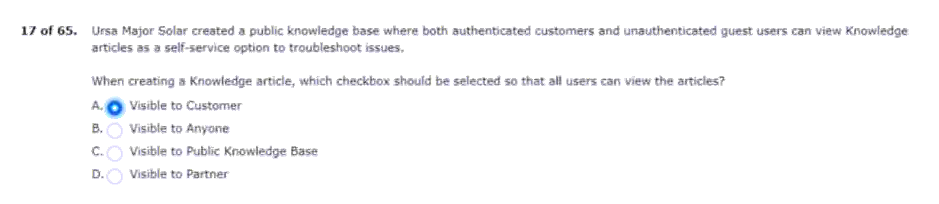 17 of 65. Ursa Major Solar created a public knowledge base where both authenticated customers and unauthenticated guest users can view Knowledge
articles as a self-service option to troubleshoot issues.
When creating a Knowledge article, which checkbox should be selected so that all users can view the articles?
A. Visible to Customer
B. Visible to Anyone
C. Visible to Public Knowledge Base
D. Visible to Partner